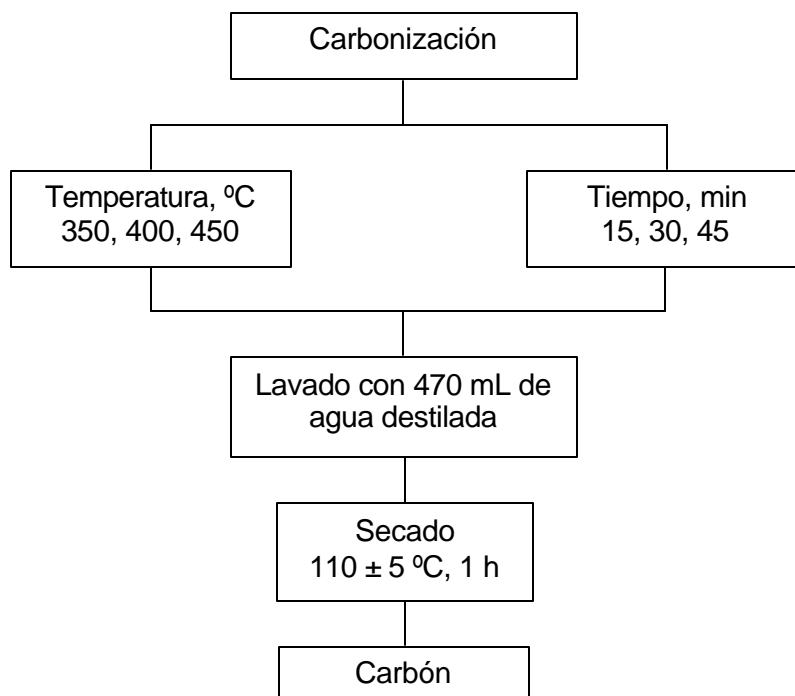 Carbonización
Temperatura, ºC
350, 400, 450
Tiempo, min
15, 30, 45
Lavado con 470 mL de
agua destilada
Secado
110 ± 5 ºC, 1 h
Carbón